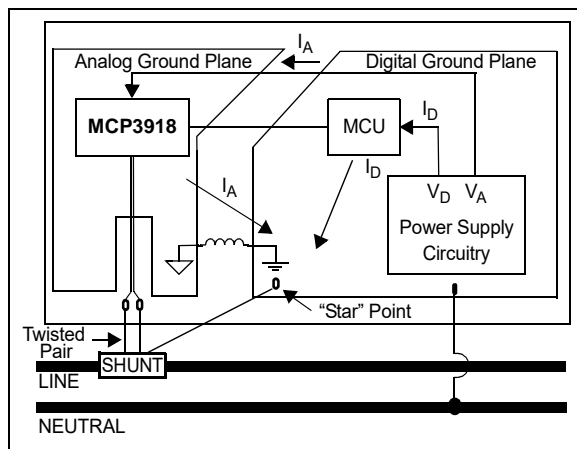 I_A
Analog Ground Plane
Digital Ground Plane
MCP3918
MCU
I_D
I_D
I_A
V_D V_A
Power Supply
Circuitry
"Star" Point
Twisted
Pair
SHUNT
LINE
NEUTRAL